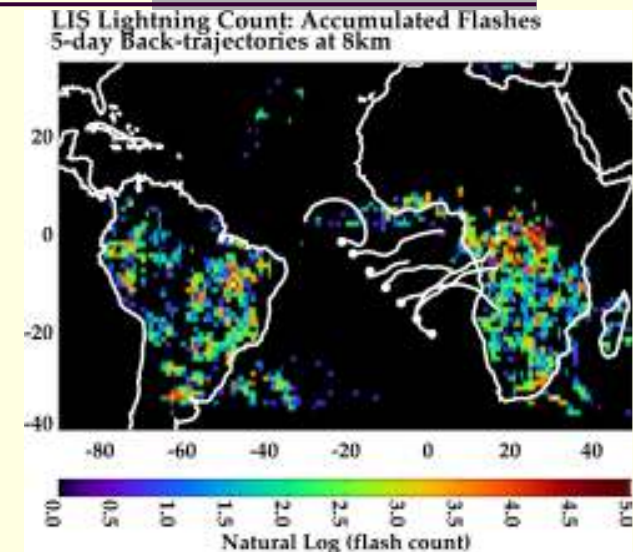 LIS Lightning Count: Accumulated Flashes
5-day Back-trajectories at 8km
20
0
-20
-40
-80 -60 -40 -20 0 20 40
0.0 0.5 1.0 1.5 2.0 2.5 3.0 3.5 4.0 4.5 5.0
Natural Log (flash count)